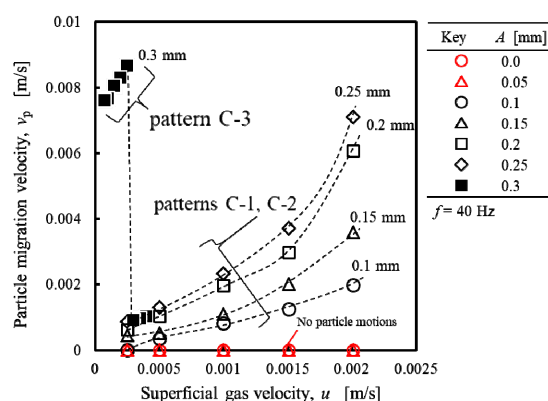 0.01
0.008
0.006
0.004
0.002
0
Particle migration velocity, vp [m/s]
0 0.0005 0.001 0.0015 0.002 0.0025
Superficial gas velocity, u [m/s]
0.3 mm
pattern C-3
patterns C-1, C-2
0.25 mm
0.2 mm
0.15 mm
0.1 mm
No particle motions
Key A [mm]
0.0
0.05
0.1
0.15
0.2
0.25
0.3
f = 40 Hz